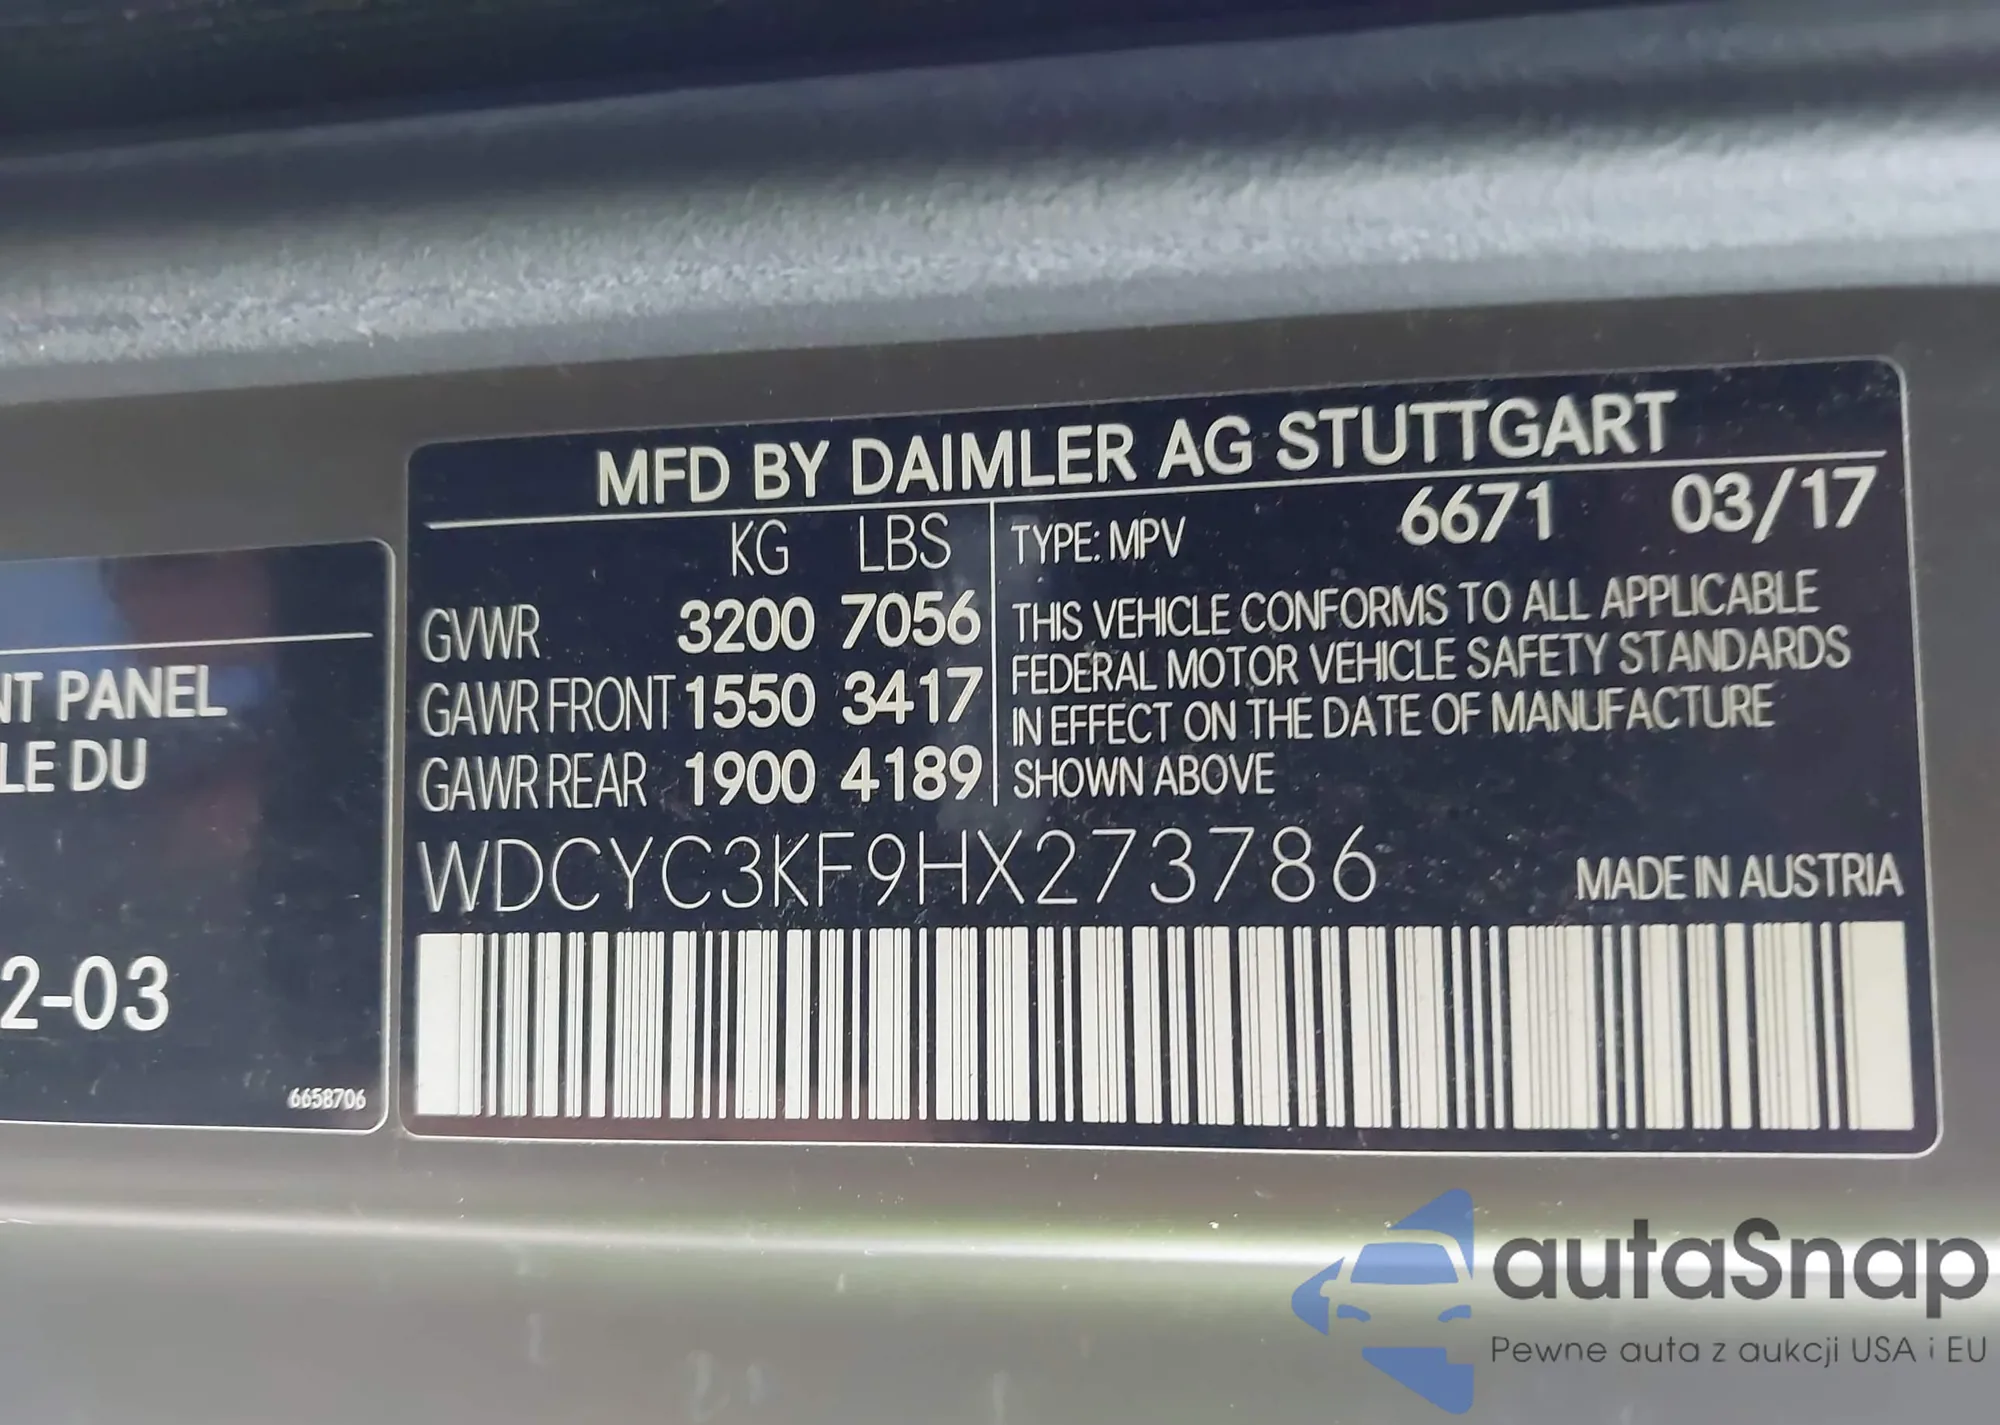 NT PANEL
LE DU
2-03
6658706
MFD BY DAIMLER AG STUTTGART
KG LBS
GVWR 3200 7056
GAWR FRONT 1550 3417
GAWR REAR 1900 4189
TYPE: MPV 6671 03/17
THIS VEHICLE CONFORMS TO ALL APPLICABLE
FEDERAL MOTOR VEHICLE SAFETY STANDARDS
IN EFFECT ON THE DATE OF MANUFACTURE
SHOWN ABOVE
WDCYC3KF9HX273786
MADE IN AUSTRIA
autaSnap
Pewne auta z aukcji USA i EU